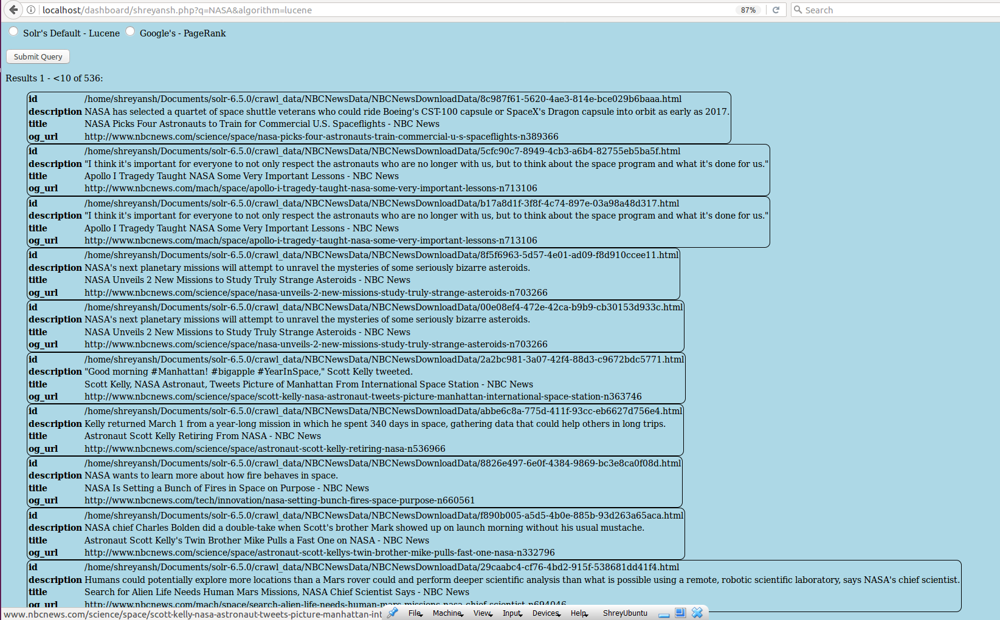 localhost/dashboard/shreyansh.php?q=NASA&algorithm=lucene 87% Search
Solr's Default - Lucene Google's - PageRank
Submit Query
Results 1 - <10 of 536:
id /home/shreyansh/Documents/solr-6.5.0/crawl_data/NBCNewsData/NBCNewsDownloadData/8c987f61-5620-4ae3-814e-bce029b6baaa.html
description NASA has selected a quartet of space shuttle veterans who could ride Boeing's CST-100 capsule or SpaceX's Dragon capsule into orbit as early as 2017.
title NASA Picks Four Astronauts to Train for Commercial U.S. Spaceflights - NBC News
og_url http://www.nbcnews.com/science/space/nasa-picks-four-astronauts-train-commercial-u-s-spaceflights-n389366
id /home/shreyansh/Documents/solr-6.5.0/crawl_data/NBCNewsData/NBCNewsDownloadData/5cfc90c7-8949-4cb3-a6b4-82755eb5ba5f.html
description "I think it's important for everyone to not only respect the astronauts who are no longer with us, but to think about the space program and what it's done for us."
title Apollo I Tragedy Taught NASA Some Very Important Lessons - NBC News
og_url http://www.nbcnews.com/mach/space/apollo-i-tragedy-taught-nasa-some-very-important-lessons-n713106
id /home/shreyansh/Documents/solr-6.5.0/crawl_data/NBCNewsData/NBCNewsDownloadData/b17a8d1f-3f8f-4c74-897e-03a98a48d317.html
description "I think it's important for everyone to not only respect the astronauts who are no longer with us, but to think about the space program and what it's done for us."
title Apollo I Tragedy Taught NASA Some Very Important Lessons - NBC News
og_url http://www.nbcnews.com/mach/space/apollo-i-tragedy-taught-nasa-some-very-important-lessons-n713106
id /home/shreyansh/Documents/solr-6.5.0/crawl_data/NBCNewsData/NBCNewsDownloadData/8f5f6963-5d57-4e01-ad09-f8d910ccee11.html
description NASA's next planetary missions will attempt to unravel the mysteries of some seriously bizarre asteroids.
title NASA Unveils 2 New Missions to Study Truly Strange Asteroids - NBC News
og_url http://www.nbcnews.com/science/space/nasa-unveils-2-new-missions-study-truly-strange-asteroids-n703266
id /home/shreyansh/Documents/solr-6.5.0/crawl_data/NBCNewsData/NBCNewsDownloadData/00e08ef4-472e-42ca-b9b9-cb30153d933c.html
description NASA's next planetary missions will attempt to unravel the mysteries of some seriously bizarre asteroids.
title NASA Unveils 2 New Missions to Study Truly Strange Asteroids - NBC News
og_url http://www.nbcnews.com/science/space/nasa-unveils-2-new-missions-study-truly-strange-asteroids-n703266
id /home/shreyansh/Documents/solr-6.5.0/crawl_data/NBCNewsData/NBCNewsDownloadData/2a2bc981-3a07-42f4-88d3-c9672bdc5771.html
description "Good morning #Manhattan! #bigapple #YearInSpace," Scott Kelly tweeted.
title Scott Kelly, NASA Astronaut, Tweets Picture of Manhattan From International Space Station - NBC News
og_url http://www.nbcnews.com/science/space/scott-kelly-nasa-astronaut-tweets-picture-manhattan-international-space-station-n363746
id /home/shreyansh/Documents/solr-6.5.0/crawl_data/NBCNewsData/NBCNewsDownloadData/abbe6c8a-775d-411f-93cc-eb6627d756e4.html
description Kelly returned March 1 from a year-long mission in which he spent 340 days in space, gathering data that could help others in long trips.
title Astronaut Scott Kelly Retiring From NASA - NBC News
og_url http://www.nbcnews.com/science/space/astronaut-scott-kelly-retiring-nasa-n536966
id /home/shreyansh/Documents/solr-6.5.0/crawl_data/NBCNewsData/NBCNewsDownloadData/8826e497-6e0f-4384-9869-bc3e8ca0f08d.html
description NASA wants to learn more about how fire behaves in space.
title NASA Is Setting a Bunch of Fires in Space on Purpose - NBC News
og_url http://www.nbcnews.com/tech/innovation/nasa-setting-bunch-fires-space-purpose-n660561
id /home/shreyansh/Documents/solr-6.5.0/crawl_data/NBCNewsData/NBCNewsDownloadData/f890b005-a5d5-4b0e-885b-93d263a65aca.html
description NASA chief Charles Bolden did a double-take when Scott's brother Mark showed up on launch morning without his usual mustache.
title Astronaut Scott Kelly's Twin Brother Mike Pulls a Fast One on NASA - NBC News
og_url http://www.nbcnews.com/science/space/astronaut-scott-kellys-twin-brother-mike-pulls-fast-one-nasa-n332796
id /home/shreyansh/Documents/solr-6.5.0/crawl_data/NBCNewsData/NBCNewsDownloadData/29caabc4-cf76-4bd2-915f-538681dd41f4.html
description Humans could potentially explore more locations than a Mars rover could and perform deeper scientific analysis than what is possible using a remote, robotic scientific laboratory, says NASA's chief scientist.
title Search for Alien Life Needs Human Mars Missions, NASA Chief Scientist Says - NBC News
og_url http://www.nbcnews.com/mach/space/search-alien-life-needs-human-mars-missions-nasa-chief-scientist-n694046
www.nbcnews.com/science/space/scott-kelly-nasa-astronaut-tweets-picture-manhattan-int File Machine View Input Devices Help ShreyUbuntu